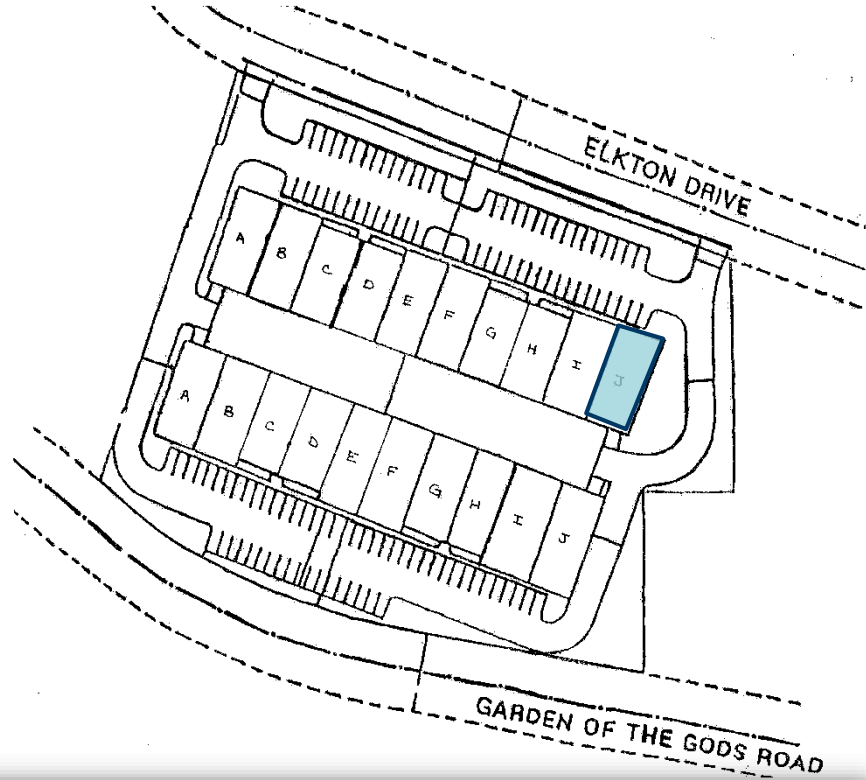 ELKTON DRIVE
A B C D E F G H I J
A B C D E F G H I J
GARDEN OF THE GODS ROAD